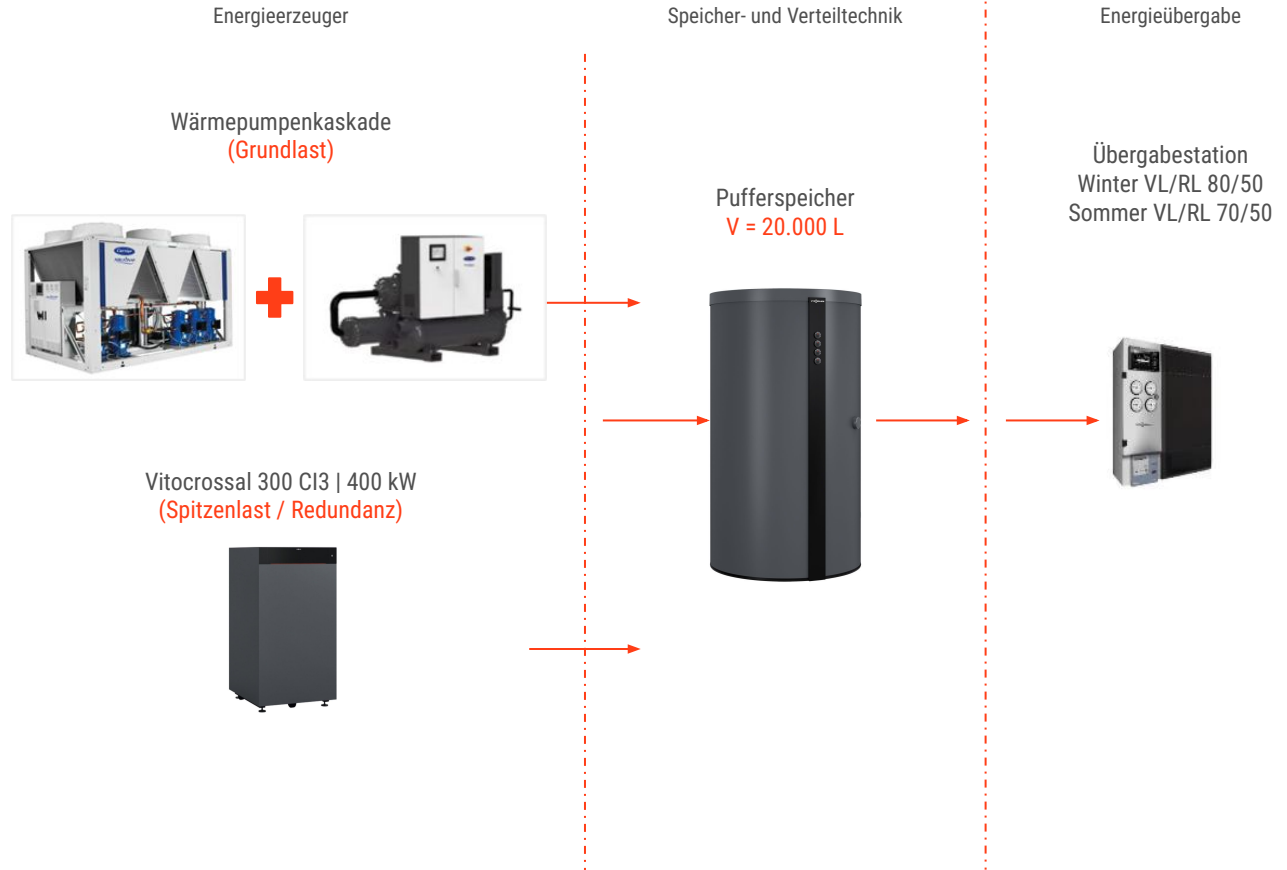 Energieerzeuger
Speicher- und Verteiltechnik
Energieübergabe
Wärmepumpenkaskade
(Grundlast)
Übergabestation
Winter VL/RL 80/50
Sommer VL/RL 70/50
Pufferspeicher
V = 20.000 L
Carrier
Vitocrossal 300 CI3 | 400 kW
(Spitzenlast / Redundanz)